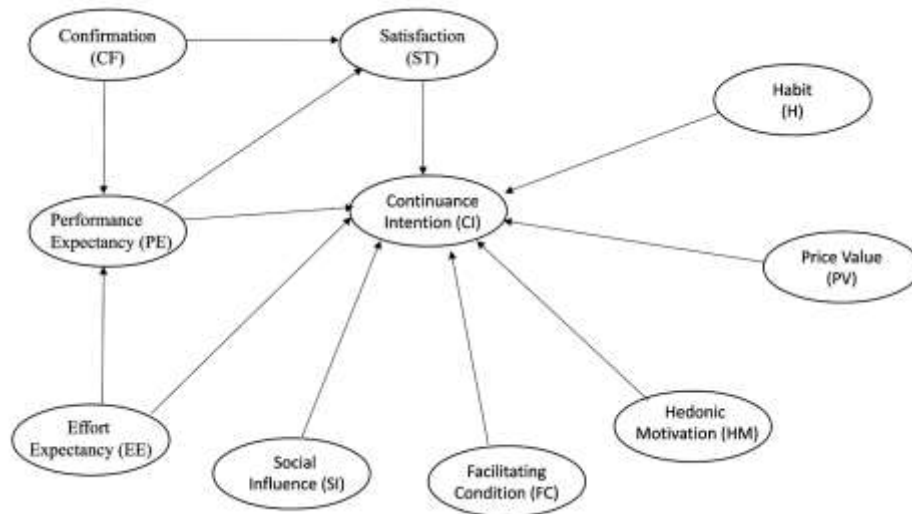 Confirmation
(CF)
Satisfaction
(ST)
Habit
(H)
Performance
Expectancy (PE)
Continuance
Intention (CI)
Price Value
(PV)
Effort
Expectancy (EE)
Social
Influence (SI)
Facilitating
Condition (FC)
Hedonic
Motivation (HM)